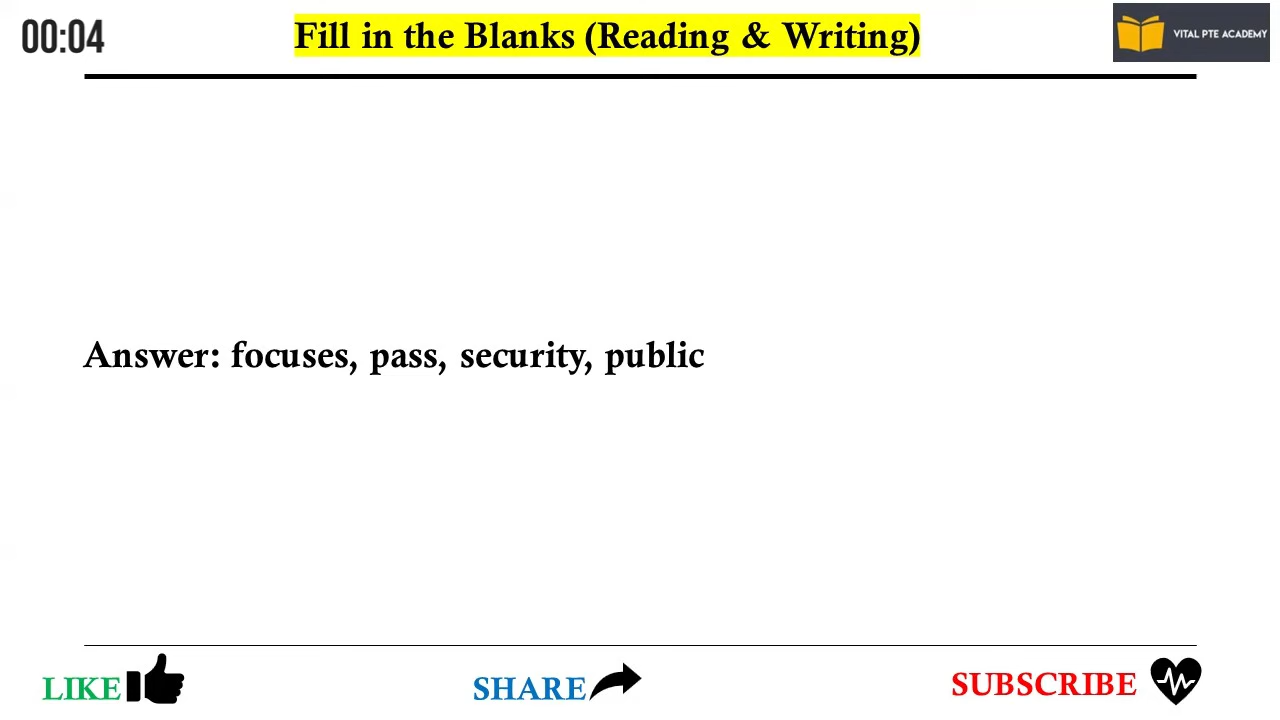 00:04
Fill in the Blanks (Reading & Writing)
VITAL PTE ACADEMY
Answer: focuses, pass, security, public
LIKE
SHARE
SUBSCRIBE